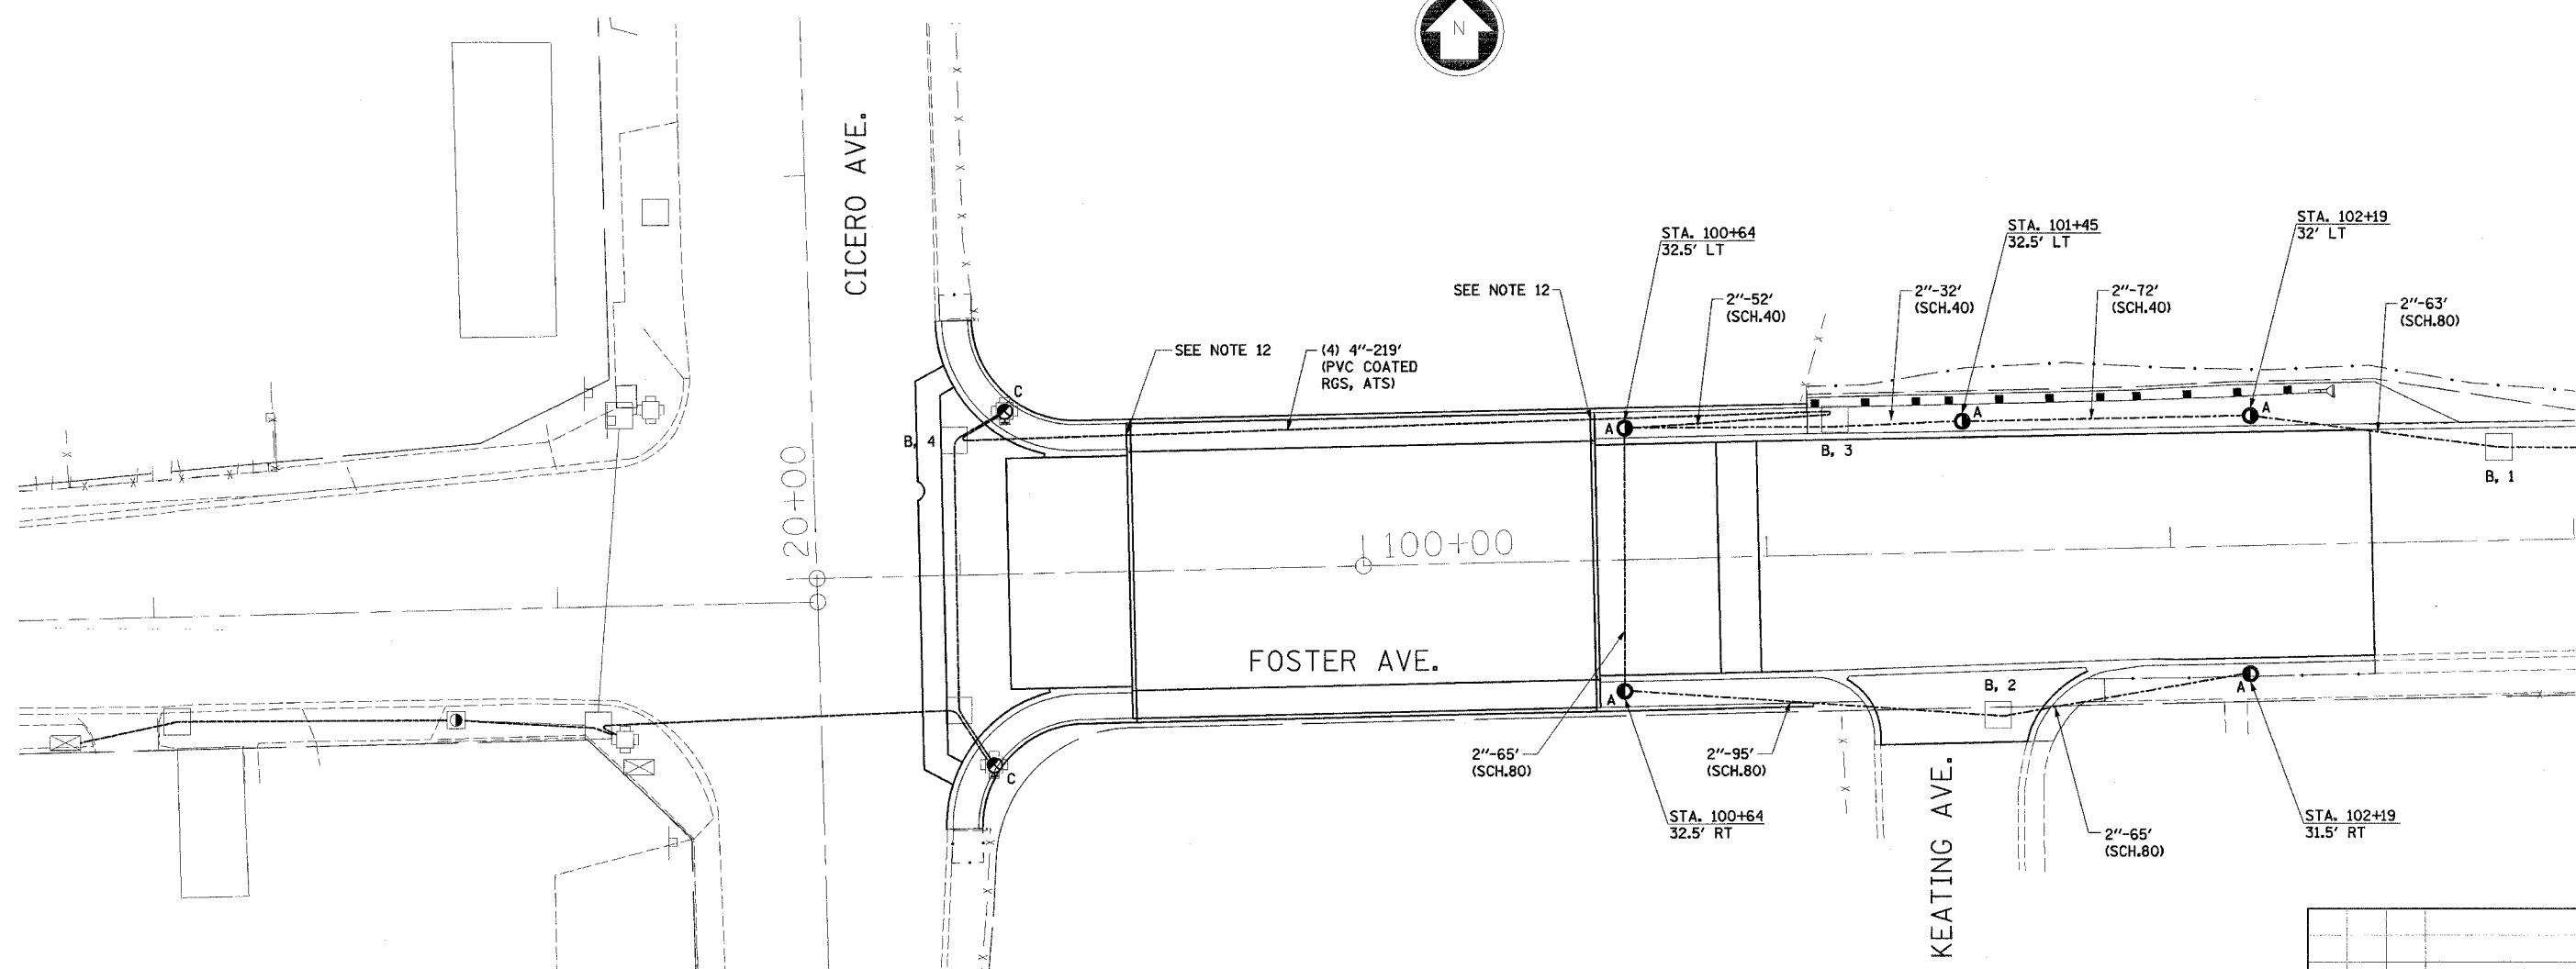 N
CICERO AVE.
STA. 100+64
32.5' LT
STA. 101+45
32.5' LT
STA. 102+19
32' LT
SEE NOTE 12
2"-52'
(SCH.40)
2"-32'
(SCH.40)
2"-72'
(SCH.40)
2"-63'
(SCH.80)
SEE NOTE 12
(4) 4"-219'
(PVC COATED
RGS, ATS)
C
A
A
A
B, 4
B, 3
B, 1
20+00
100+00
FOSTER AVE.
A
B, 2
A
C
2"-65'
(SCH.80)
2"-95'
(SCH.80)
STA. 100+64
32.5' RT
KEATING AVE.
2"-65'
(SCH.80)
STA. 102+19
31.5' RT